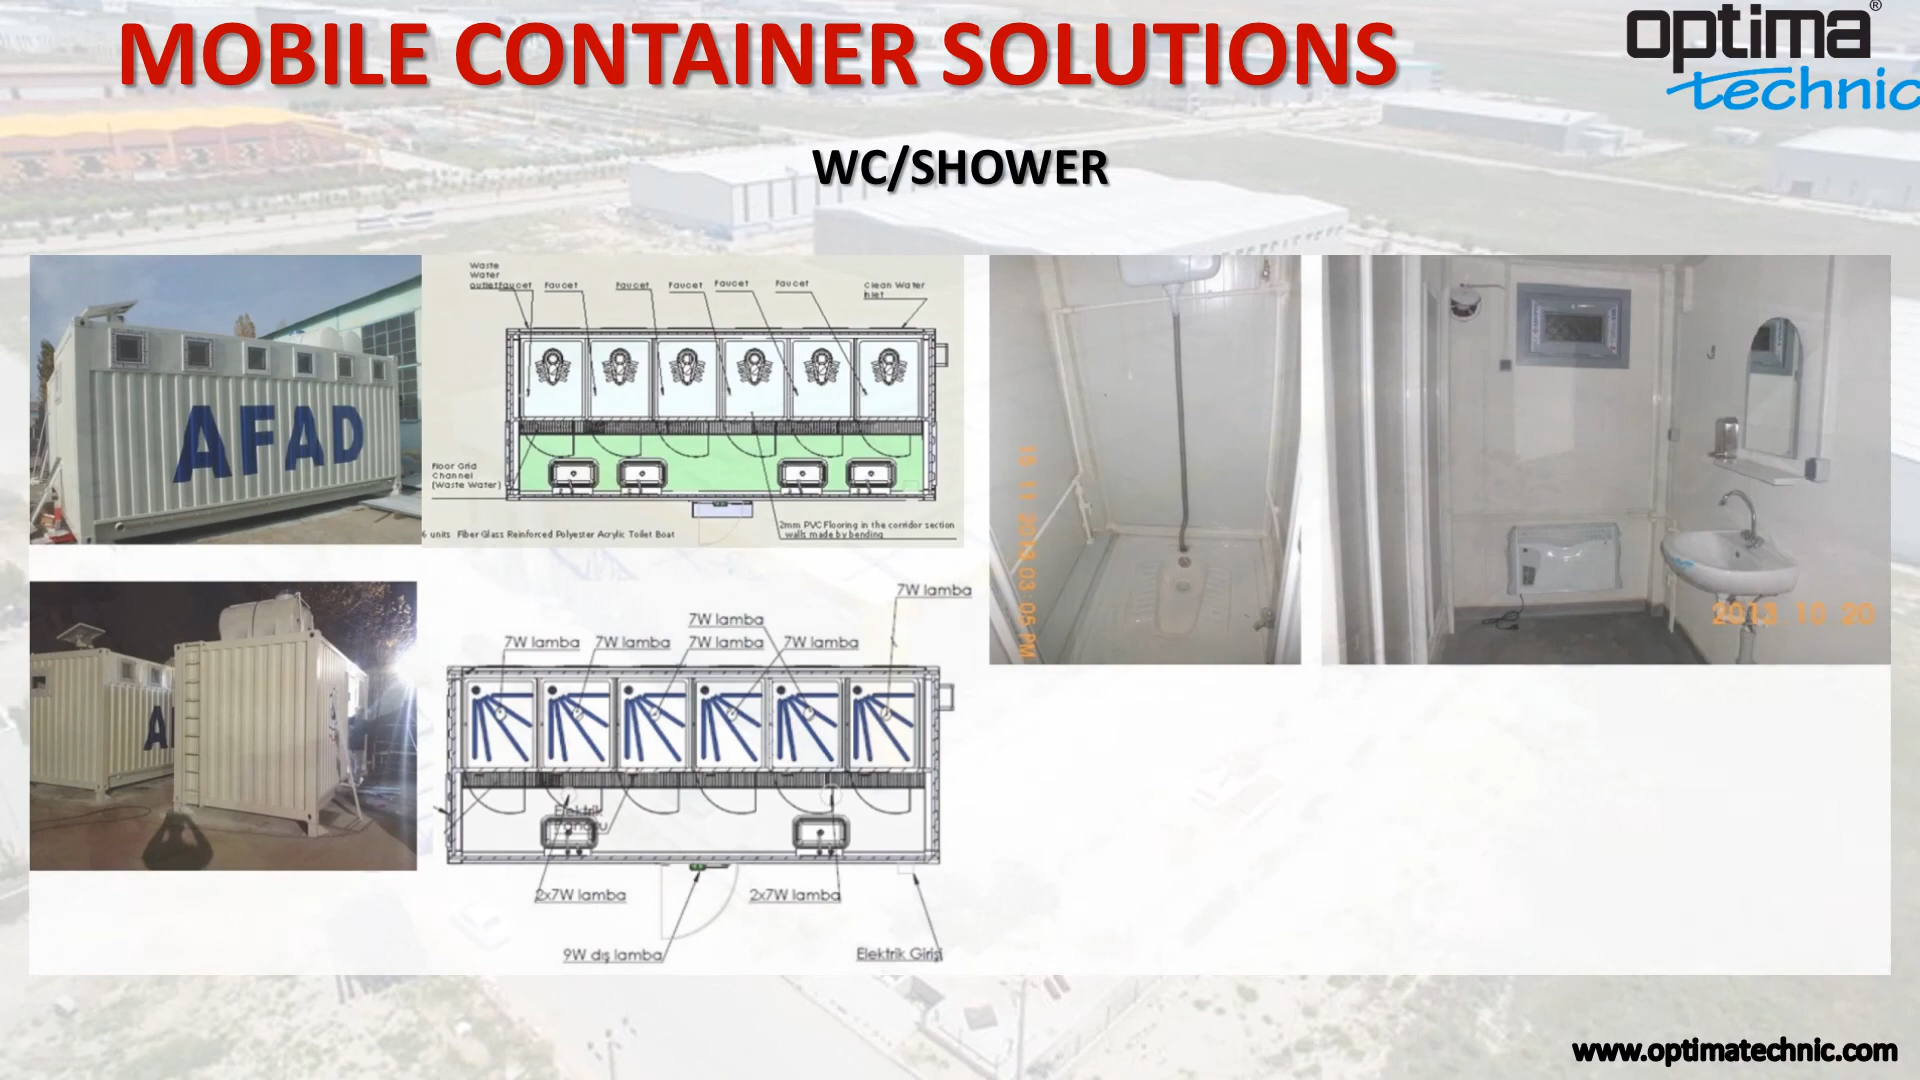 MOBILE CONTAINER SOLUTIONS
optima®
technic
WC/SHOWER
AFAD
Waste
Water
outlet
Faucet
Faucet
Faucet
Faucet
Faucet
Faucet
Clean Water
Inlet
Floor Grid
Channel
(Waste Water)
6 units Fiber Glass Reinforced Polyester Acrylic Toilet Boat
2mm PVC Flooring in the corridor section
walls made by bending
2013 10 20
7W lamba
7W lamba
7W lamba
7W lamba
7W lamba
7W lamba
Elektrik
2x7W lamba
2x7W lamba
9W dış lamba
Elektrik Girişi
www.optimatechnic.com